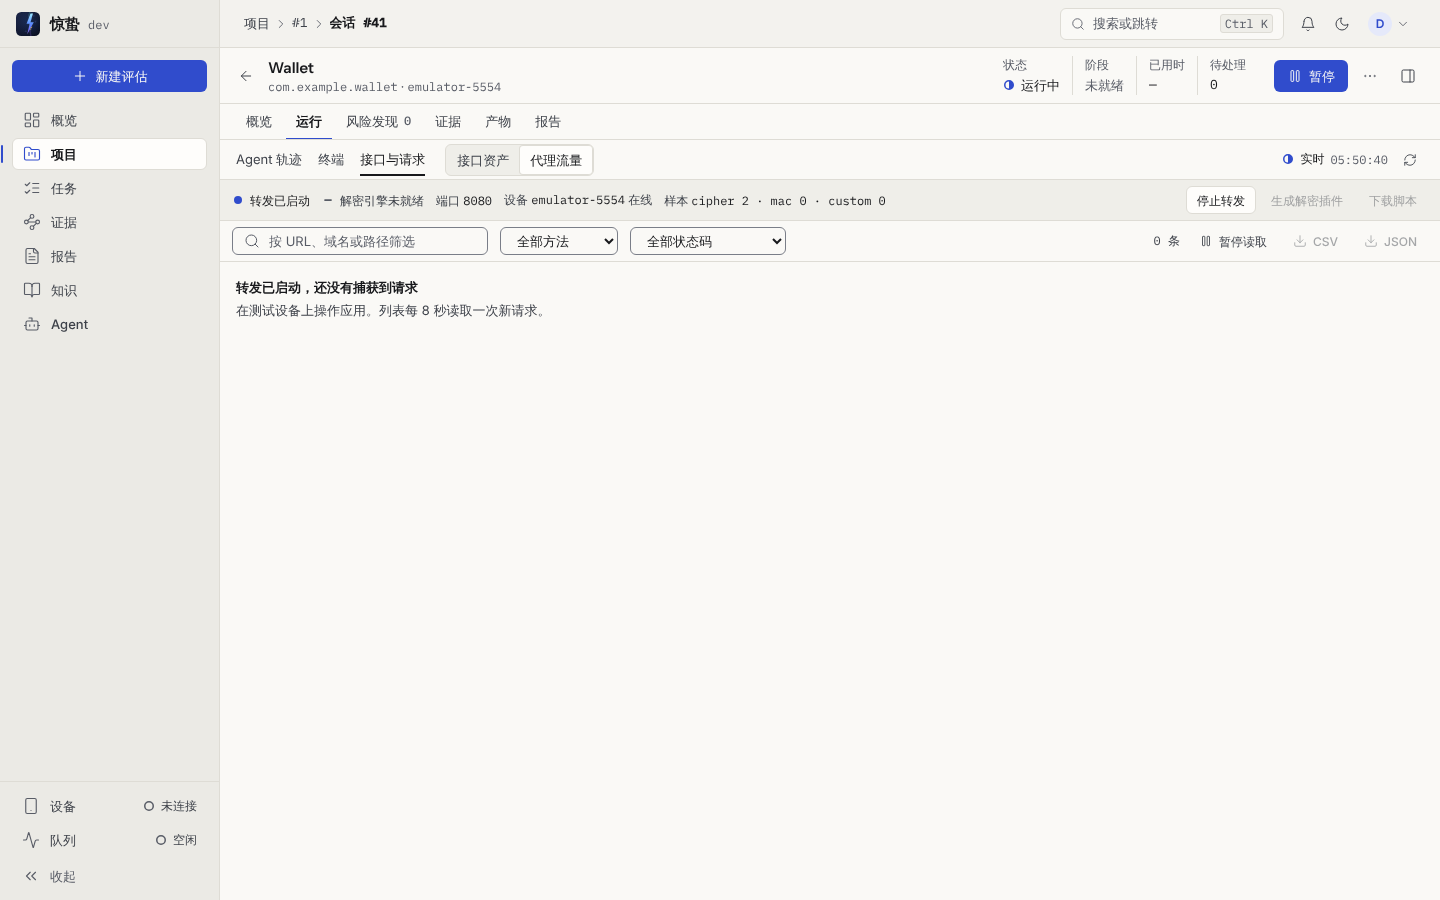 惊蛰 dev
项目 #1 会话 #41
搜索或跳转 Ctrl K
D
新建评估
概览
项目
任务
证据
报告
知识
Agent
设备 未连接
队列 空闲
收起
Wallet
com.example.wallet·emulator-5554
状态 阶段 已用时 待处理
运行中 未就绪 — 0
暂停
概览 运行 风险发现 0 证据 产物 报告
Agent 轨迹 终端 接口与请求 接口资产 代理流量
实时 05:50:40
转发已启动 — 解密引擎未就绪 端口 8080 设备 emulator-5554 在线 样本 cipher 2 · mac 0 · custom 0
停止转发 生成解密插件 下载脚本
按 URL、域名或路径筛选 全部方法 全部状态码
0 条 暂停读取 CSV JSON
转发已启动，还没有捕获到请求
在测试设备上操作应用。列表每 8 秒读取一次新请求。